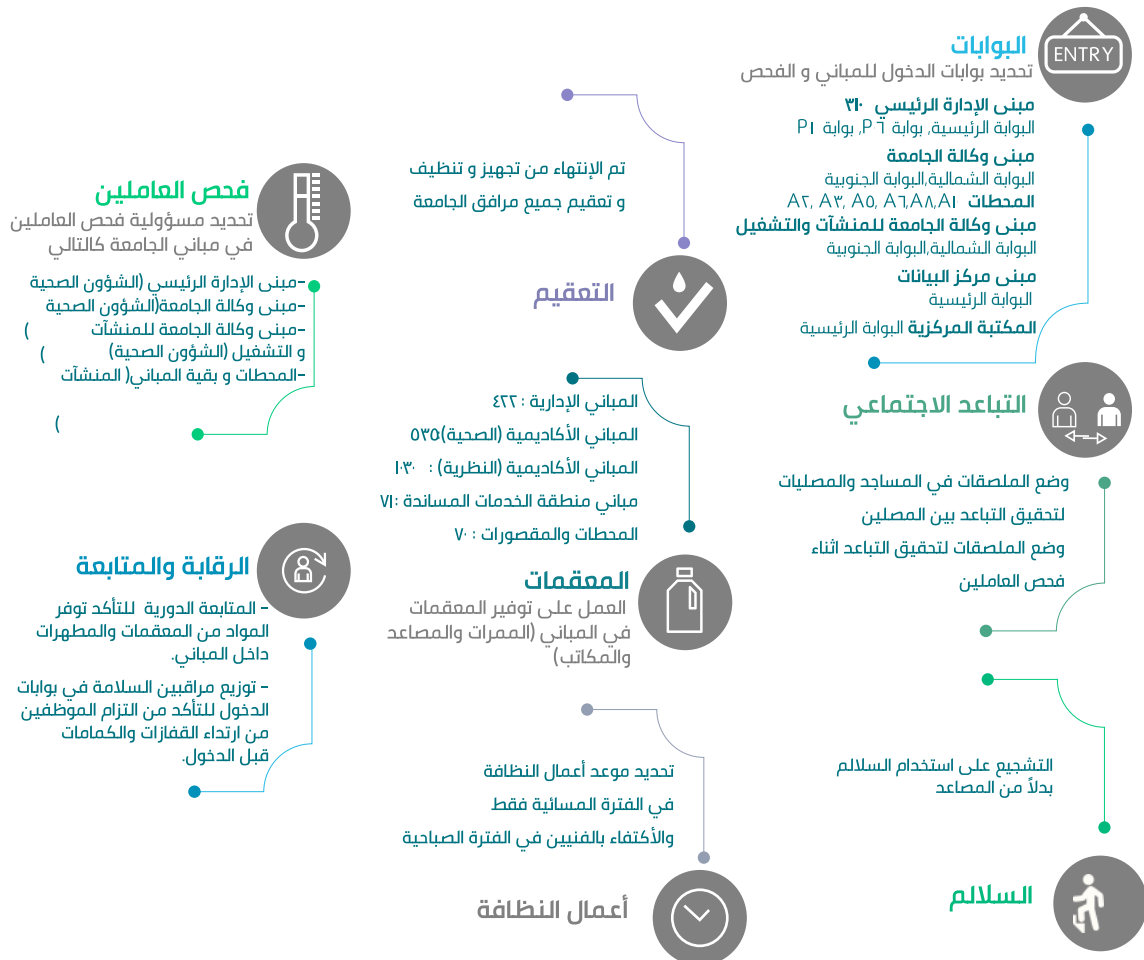 ENTRY
البوابات
تحديد بوابات الدخول للمباني و الفحص
مبنى الإدارة الرئيسي ٣١٠
البوابة الرئيسية, بوابة P٦, بوابة P١
مبنى وكالة الجامعة
البوابة الشمالية,البوابة الجنوبية
المحطات A٢, A٣, A٥, A٦,A٨,A١
مبنى وكالة الجامعة للمنشآت والتشغيل
البوابة الشمالية,البوابة الجنوبية
مبنى مركز البيانات
البوابة الرئيسية
المكتبة المركزية البوابة الرئيسية
التباعد الاجتماعي
وضع الملصقات في المساجد والمصليات
لتحقيق التباعد بين المصلين
وضع الملصقات لتحقيق التباعد اثناء
فحص العاملين
التشجيع على استخدام السلالم
بدلاً من المصاعد
السلالم
تم الإنتهاء من تجهيز و تنظيف
و تعقيم جميع مرافق الجامعة
التعقيم
المباني الإدارية : ٤٢٢
المباني الأكاديمية (الصحية):٥٣٥
المباني الأكاديمية (النظرية) : ١٠٣٠
مباني منطقة الخدمات المساندة :٧١
المحطات والمقصورات : ٧٠
المعقمات
العمل على توفير المعقمات
في المباني (الممرات والمصاعد
والمكاتب)
تحديد موعد أعمال النظافة
في الفترة المسائية فقط
والأكتفاء بالفنيين في الفترة الصباحية
أعمال النظافة
فحص العاملين
تحديد مسؤولية فحص العاملين
في مباني الجامعة كالتالي
-مبنى الإدارة الرئيسي (الشؤون الصحية
-مبنى وكالة الجامعة(الشؤون الصحية
-مبنى وكالة الجامعة للمنشآت )
و التشغيل (الشؤون الصحية) )
-المحطات و بقية المباني( المنشآت
)
الرقابة والمتابعة
- المتابعة الدورية للتأكد توفر
المواد من المعقمات والمطهرات
داخل المباني.
- توزيع مراقبين السلامة في بوابات
الدخول للتأكد من التزام الموظفين
من ارتداء القفازات والكمامات
قبل الدخول.